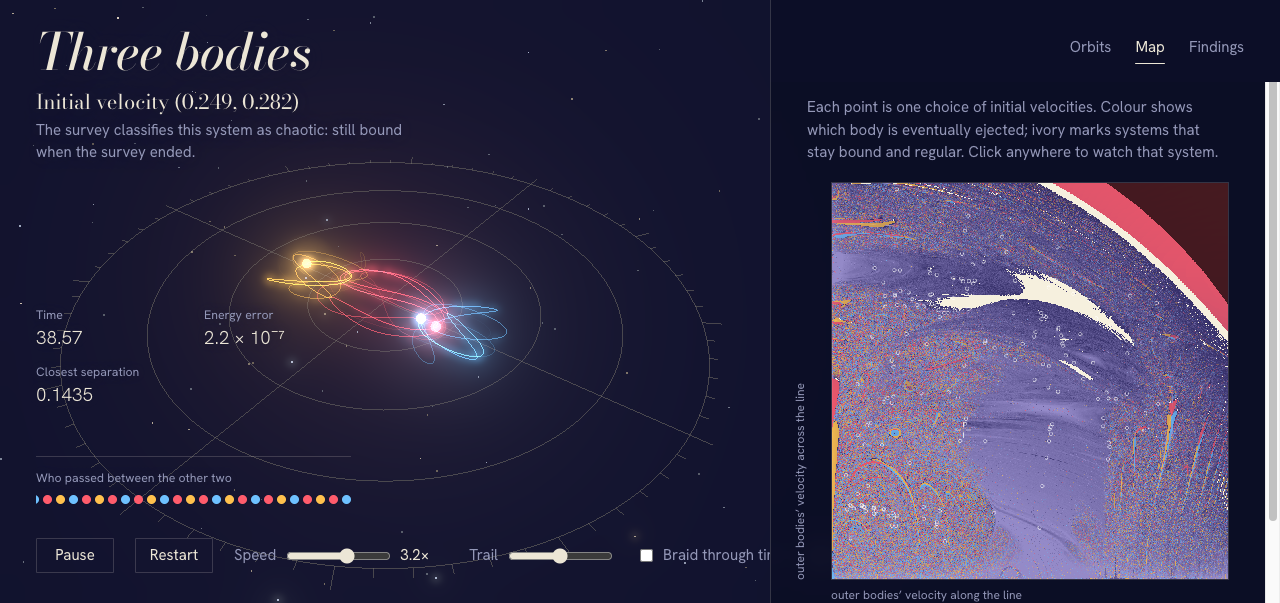 Three bodies
Initial velocity (0.249, 0.282)
The survey classifies this system as chaotic: still bound
when the survey ended.
Time
38.57
Energy error
2.2 × 10⁻⁷
Closest separation
0.1435
Who passed between the other two
Pause
Restart
Speed
3.2×
Trail
Braid through tir
Orbits
Map
Findings
Each point is one choice of initial velocities. Colour shows
which body is eventually ejected; ivory marks systems that
stay bound and regular. Click anywhere to watch that system.
outer bodies’ velocity across the line
outer bodies’ velocity along the line